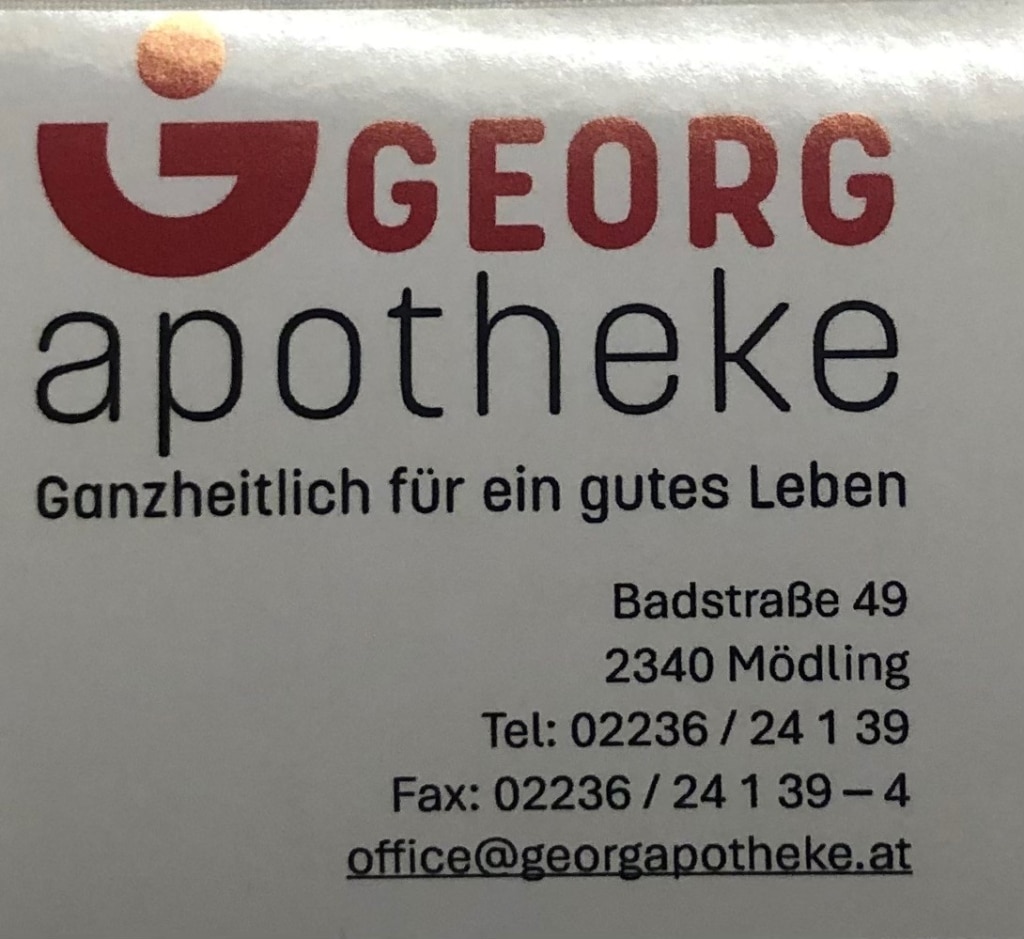 GEORG
apotheke
Ganzheitlich für ein gutes Leben
Badstraße 49
2340 Mödling
Tel: 02236 / 24 1 39
Fax: 02236 / 24 1 39 – 4
office@georgapotheke.at